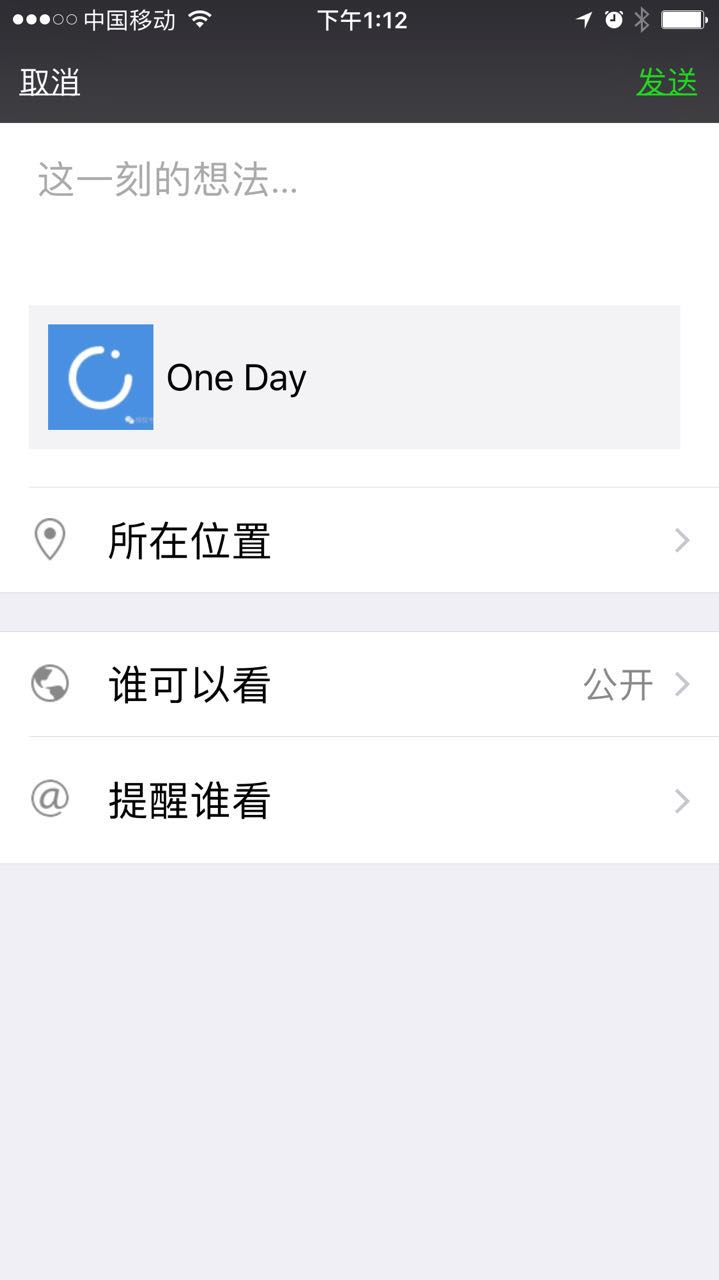 中国移动 下午1:12
取消 发送
这一刻的想法...
One Day
所在位置
谁可以看 公开
@ 提醒谁看